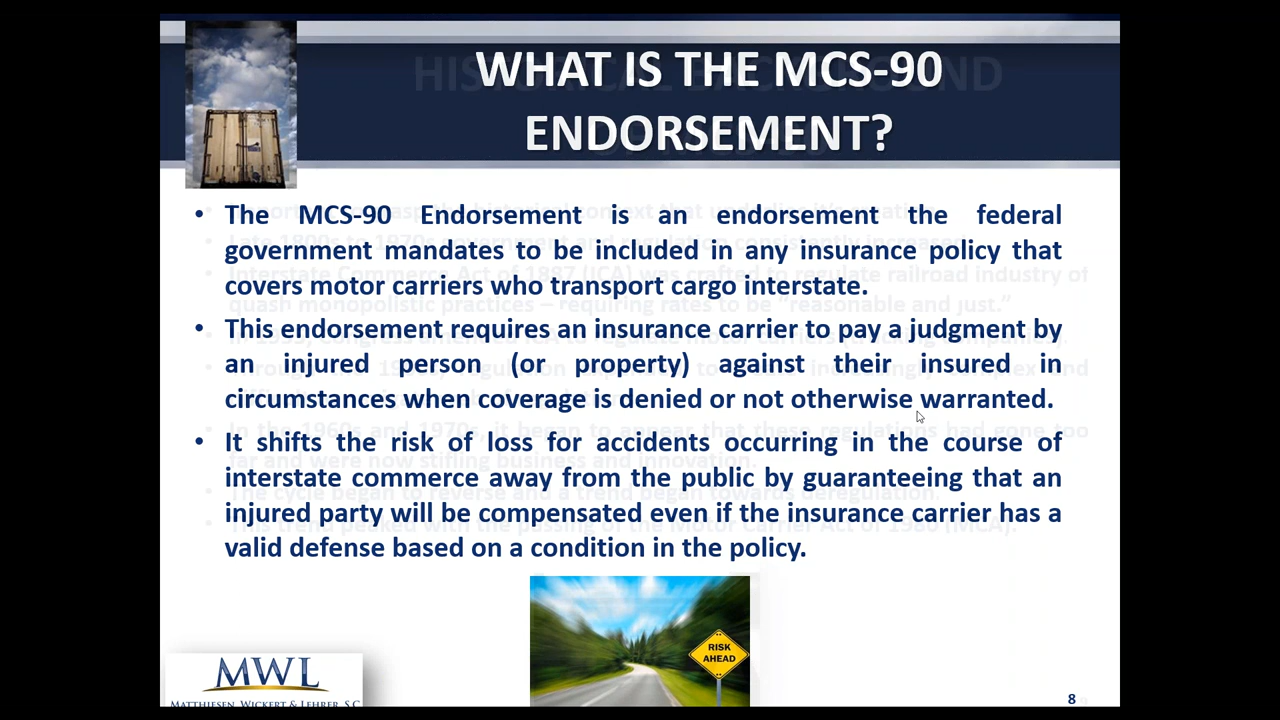 WHAT IS THE MCS-90
ENDORSEMENT?
• The MCS-90 Endorsement is an endorsement the federal
government mandates to be included in any insurance policy that
covers motor carriers who transport cargo interstate.
• This endorsement requires an insurance carrier to pay a judgment by
an injured person (or property) against their insured in
circumstances when coverage is denied or not otherwise warranted.
• It shifts the risk of loss for accidents occurring in the course of
interstate commerce away from the public by guaranteeing that an
injured party will be compensated even if the insurance carrier has a
valid defense based on a condition in the policy.
RISK
AHEAD
MWL
MATTHIESEN, WICKERT & LEHRER, S.C.
8